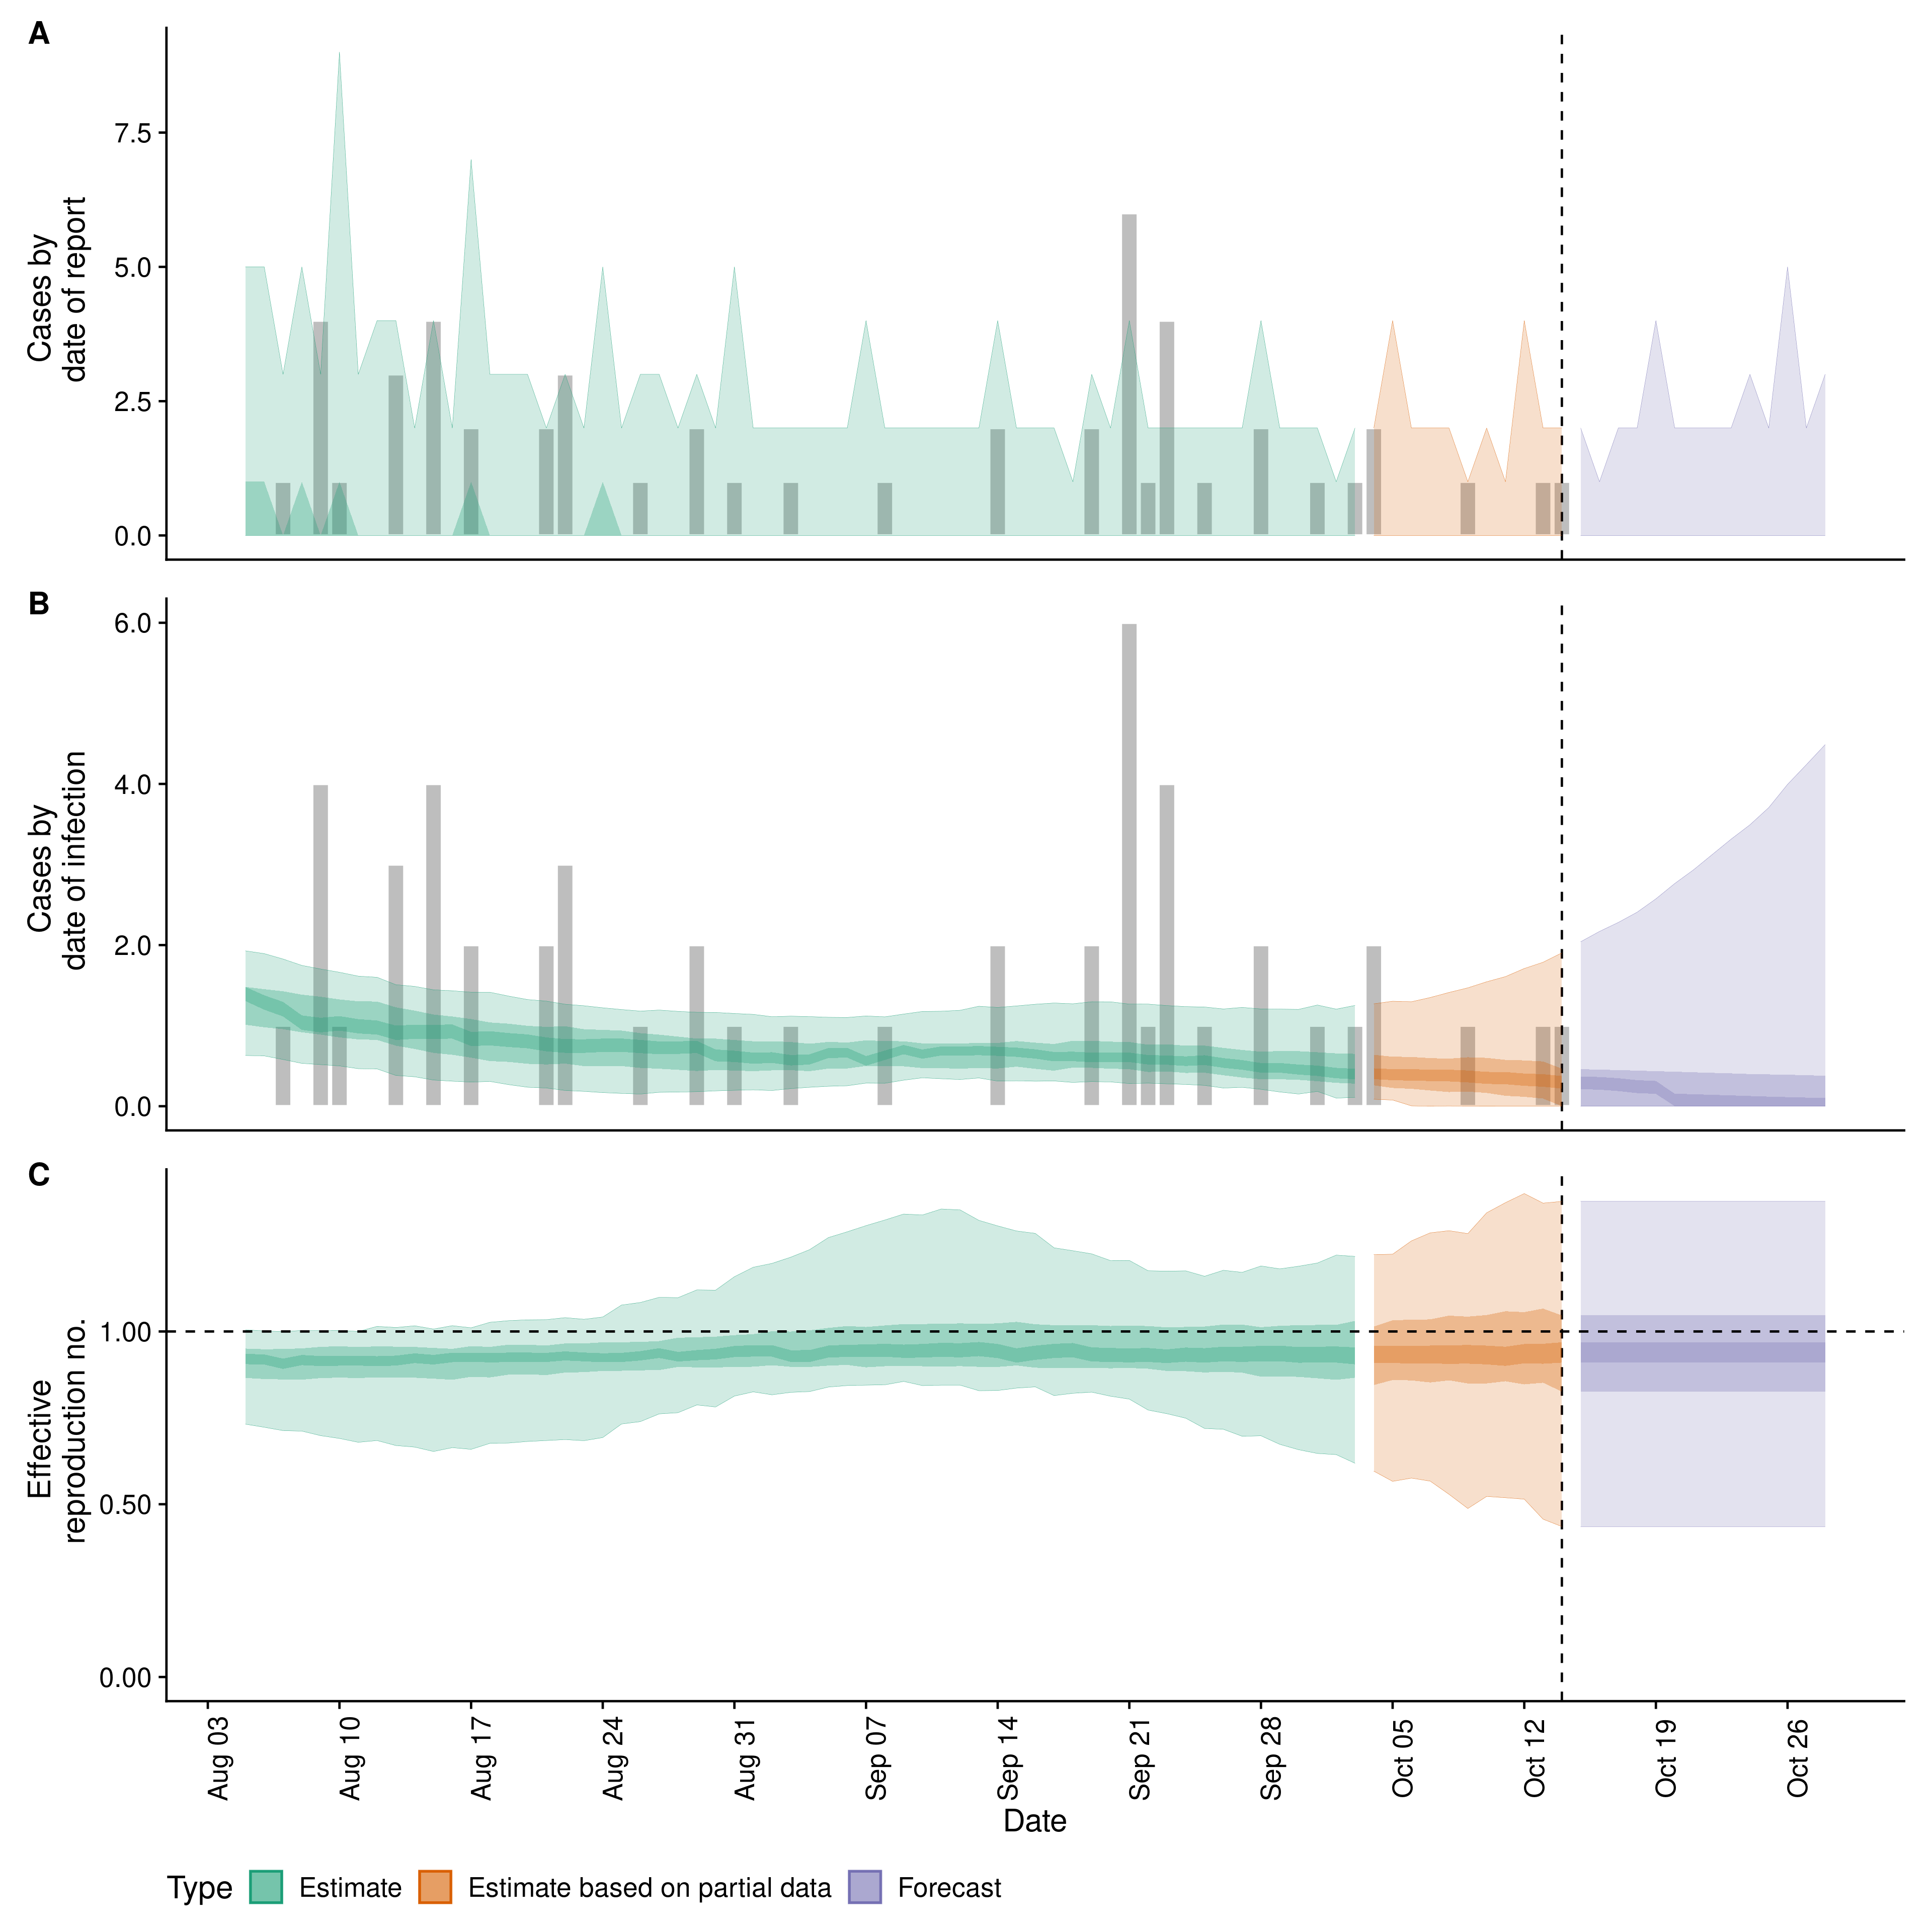 A
Cases by
date of report
7.5
5.0
2.5
0.0
B
Cases by
date of infection
6.0
4.0
2.0
0.0
C
Effective
reproduction no.
1.00
0.50
0.00
Aug 03
Aug 10
Aug 17
Aug 24
Aug 31
Sep 07
Sep 14
Sep 21
Sep 28
Oct 05
Oct 12
Oct 19
Oct 26
Date
Type Estimate Estimate based on partial data Forecast